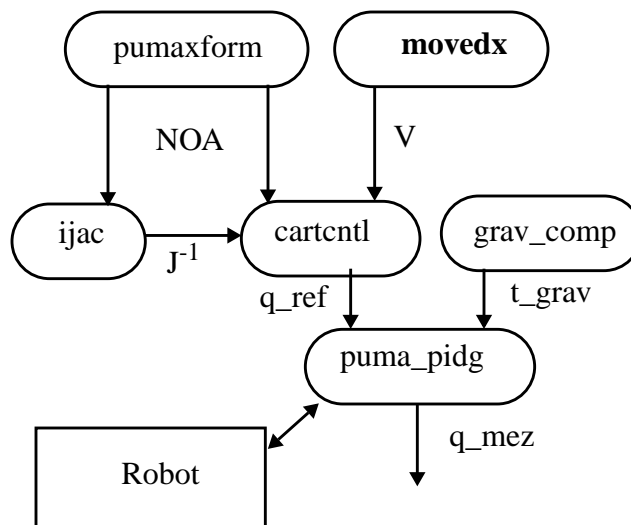 pumaxform
movedx
NOA
V
ijac
J-1
cartcntl
grav_comp
q_ref
t_grav
puma_pidg
q_mez
Robot